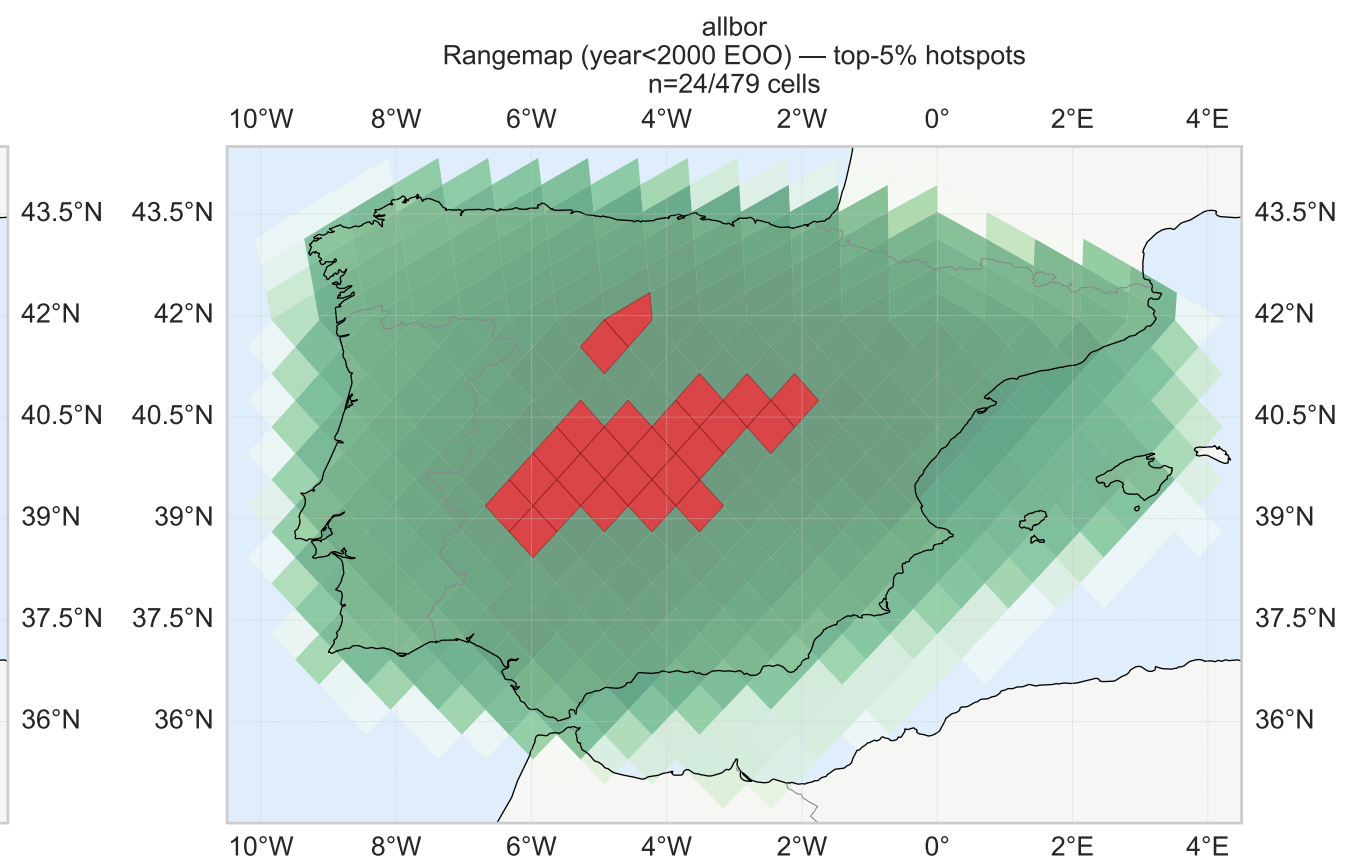 allbor
Rangemap (year<2000 EOO) — top-5% hotspots
n=24/479 cells
10°W 8°W 6°W 4°W 2°W 0° 2°E 4°E
43.5°N 43.5°N 43.5°N
42°N 42°N 42°N
40.5°N 40.5°N 40.5°N
39°N 39°N 39°N
37.5°N 37.5°N 37.5°N
36°N 36°N 36°N
10°W 8°W 6°W 4°W 2°W 0° 2°E 4°E